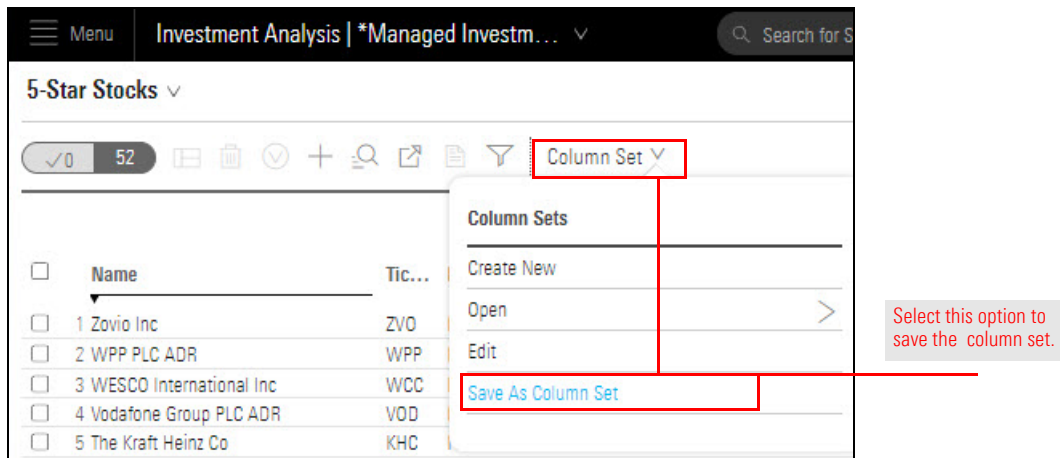 Menu
Investment Analysis | *Managed Investm...
Search for S
5-Star Stocks
0 52
Column Set
Column Sets
Create New
Open
Edit
Save As Column Set
Name Tic...
1 Zovio Inc ZVO
2 WPP PLC ADR WPP
3 WESCO International Inc WCC
4 Vodafone Group PLC ADR VOD
5 The Kraft Heinz Co KHC
Select this option to
save the column set.